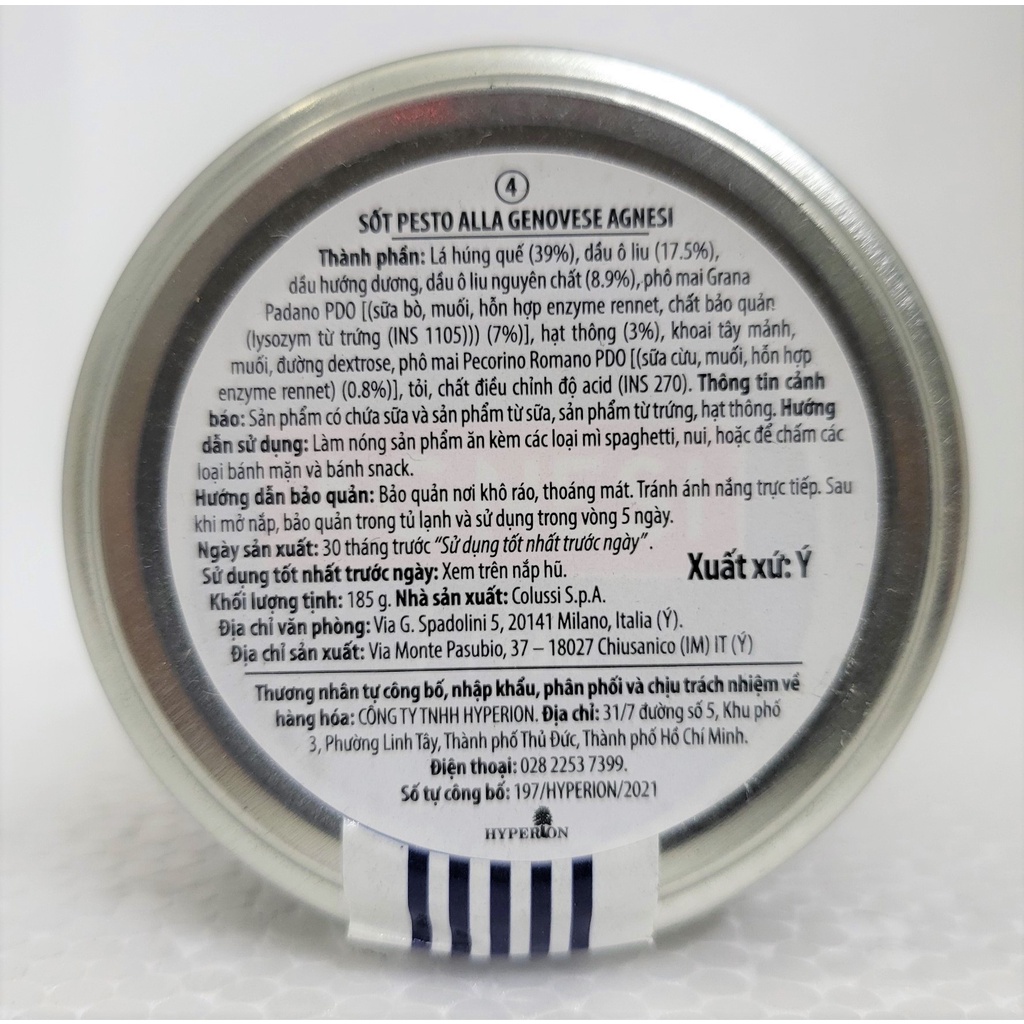 4
SỐT PESTO ALLA GENOVESE AGNESI
Thành phần: Lá húng quế (39%), dầu ô liu (17.5%),
dầu hướng dương, dầu ô liu nguyên chất (8.9%), phô mai Grana
Padano PDO [(sữa bò, muối, hỗn hợp enzyme rennet, chất bảo quản
(lysozym từ trứng (INS 1105))) (7%)], hạt thông (3%), khoai tây mảnh,
muối, đường dextrose, phô mai Pecorino Romano PDO [(sữa cừu, muối, hỗn hợp
enzyme rennet) (0.8%)], tỏi, chất điều chỉnh độ acid (INS 270). Thông tin cảnh
báo: Sản phẩm có chứa sữa và sản phẩm từ sữa, sản phẩm từ trứng, hạt thông. Hướng
dẫn sử dụng: Làm nóng sản phẩm ăn kèm các loại mì spaghetti, nui, hoặc để chấm các
loại bánh mặn và bánh snack.
Hướng dẫn bảo quản: Bảo quản nơi khô ráo, thoáng mát. Tránh ánh nắng trực tiếp. Sau
khi mở nắp, bảo quản trong tủ lạnh và sử dụng trong vòng 5 ngày.
Ngày sản xuất: 30 tháng trước "Sử dụng tốt nhất trước ngày".
Sử dụng tốt nhất trước ngày: Xem trên nắp hũ.
Xuất xứ: Ý
Khối lượng tịnh: 185 g. Nhà sản xuất: Colussi S.p.A.
Địa chỉ văn phòng: Via G. Spadolini 5, 20141 Milano, Italia (Ý).
Địa chỉ sản xuất: Via Monte Pasubio, 37 – 18027 Chiusanico (IM) IT (Ý)
Thương nhân tự công bố, nhập khẩu, phân phối và chịu trách nhiệm về
hàng hóa: CÔNG TY TNHH HYPERION. Địa chỉ: 31/7 đường số 5, Khu phố
3, Phường Linh Tây, Thành phố Thủ Đức, Thành phố Hồ Chí Minh.
Điện thoại: 028 2253 7399.
Số tự công bố: 197/HYPERION/2021
HYPERION